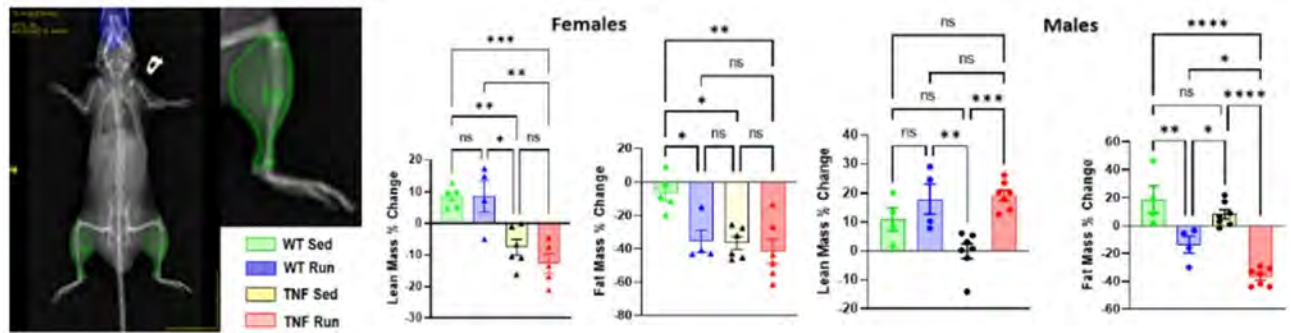 Females
Males
WT Sed
WT Run
TNF Sed
TNF Run
***
**
**
ns
*
ns
Lean Mass % Change
20
10
0
-10
-20
-30
**
ns
*
*
ns
ns
Fat Mass % Change
0
-20
-40
-60
-80
ns
ns
ns
***
ns
**
Lean Mass % Change
40
30
20
10
0
-10
-20
****
*
ns
****
**
*
Fat Mass % Change
60
40
20
0
-20
-40
-60